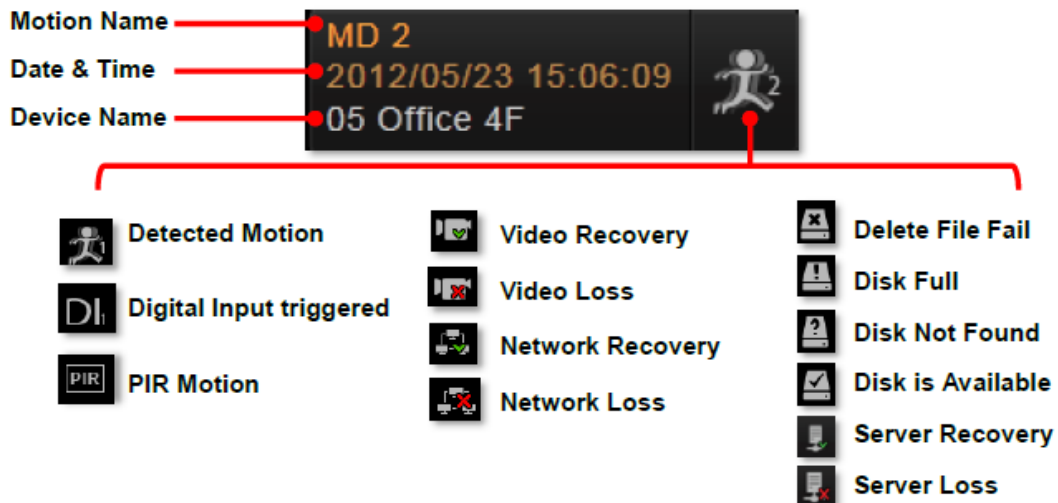 Motion Name
Date & Time
Device Name
MD 2
2012/05/23 15:06:09
05 Office 4F
2
1
Detected Motion
DI1
Digital Input triggered
PIR
PIR Motion
Video Recovery
Video Loss
Network Recovery
Network Loss
Delete File Fail
!
Disk Full
?
Disk Not Found
Disk is Available
Server Recovery
Server Loss